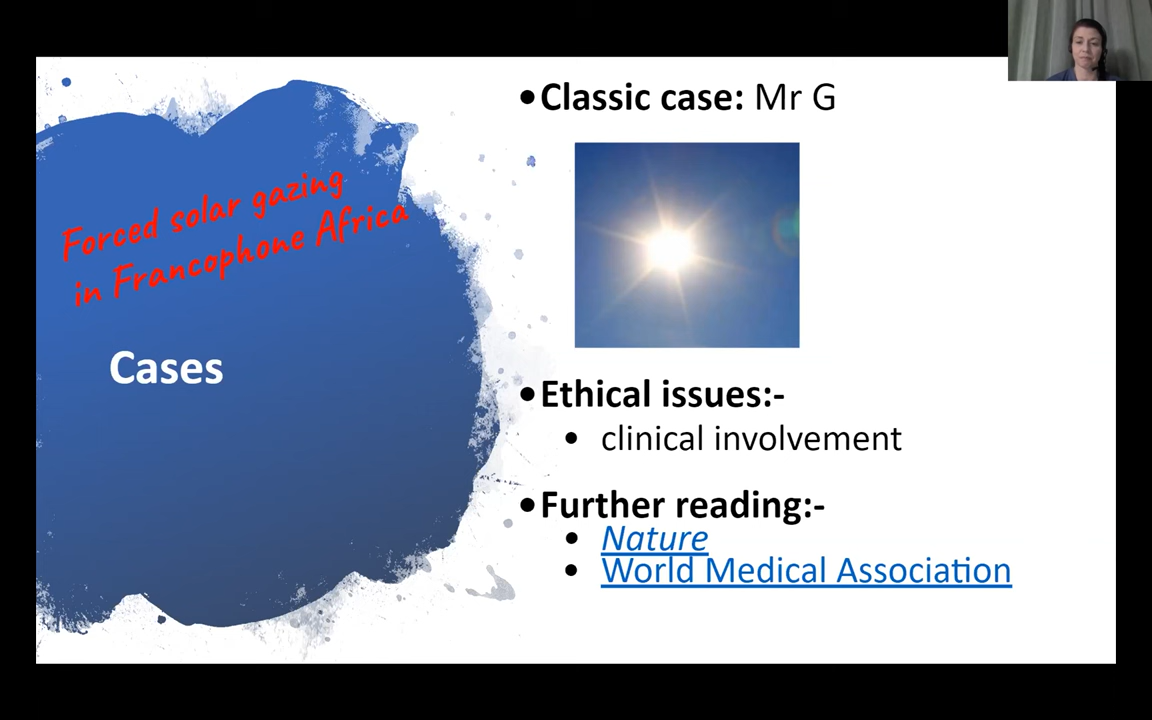 Forced solar gazing
in Francophone Africa
Cases
•Classic case: Mr G
•Ethical issues:-
• clinical involvement
•Further reading:-
• Nature
• World Medical Association